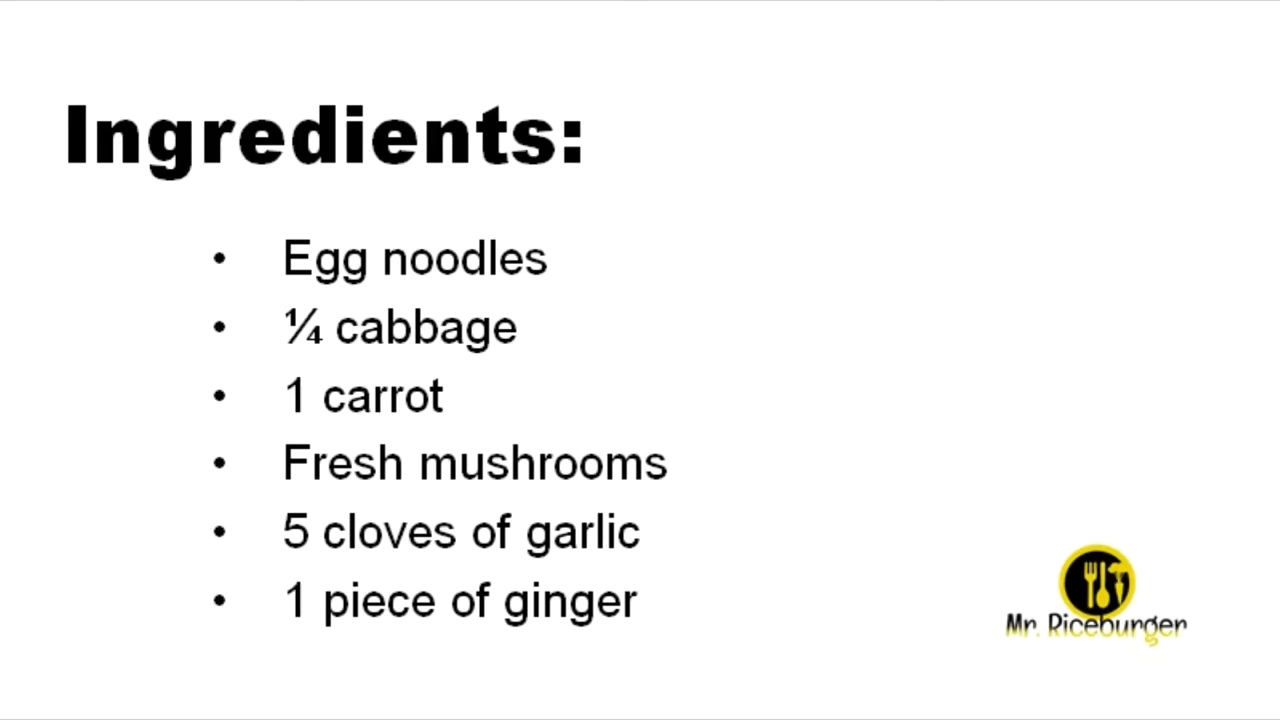 Ingredients:
• Egg noodles
• ¼ cabbage
• 1 carrot
• Fresh mushrooms
• 5 cloves of garlic
• 1 piece of ginger
Mr. Riceburger